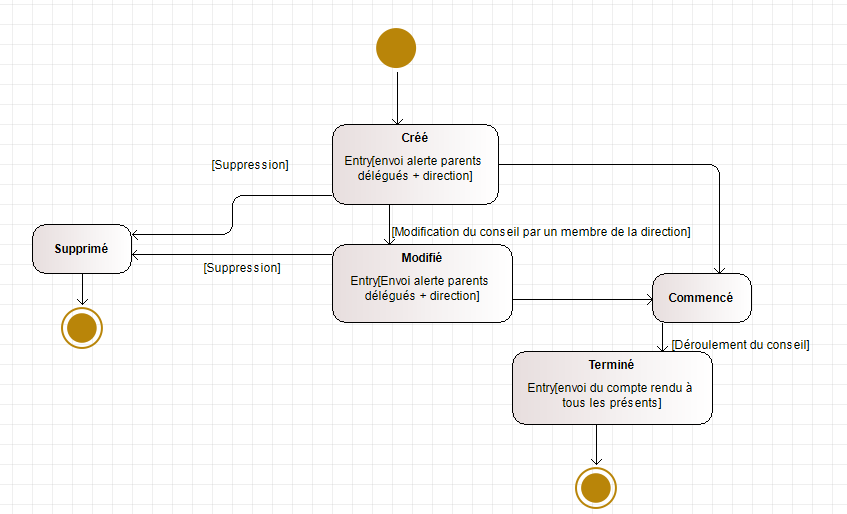 Créé
Entry[envoi alerte parents
délégués + direction]
[Suppression]
[Modification du conseil par un membre de la direction]
Supprimé
Modifié
Entry[Envoi alerte parents
délégués + direction]
[Suppression]
Commencé
[Déroulement du conseil]
Terminé
Entry[envoi du compte rendu à
tous les présents]